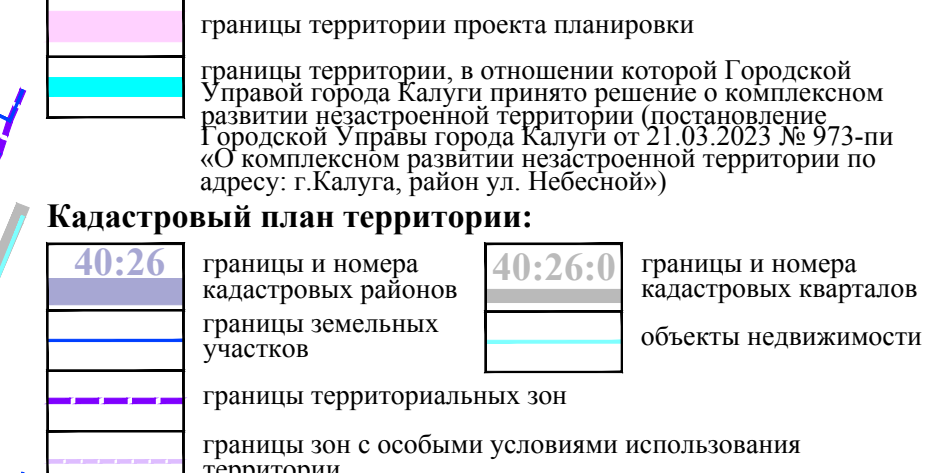 границы территории проекта планировки
границы территории, в отношении которой Городской
Управой города Калуги принято решение о комплексном
развитии незастроенной территории (постановление
Городской Управы города Калуги от 21.03.2023 № 973-пи
«О комплексном развитии незастроенной территории по
адресу: г.Калуга, район ул. Небесной»)
Кадастровый план территории:
40:26
границы и номера
кадастровых районов
40:26:0
границы и номера
кадастровых кварталов
границы земельных
участков
объекты недвижимости
границы территориальных зон
границы зон с особыми условиями использования
территории